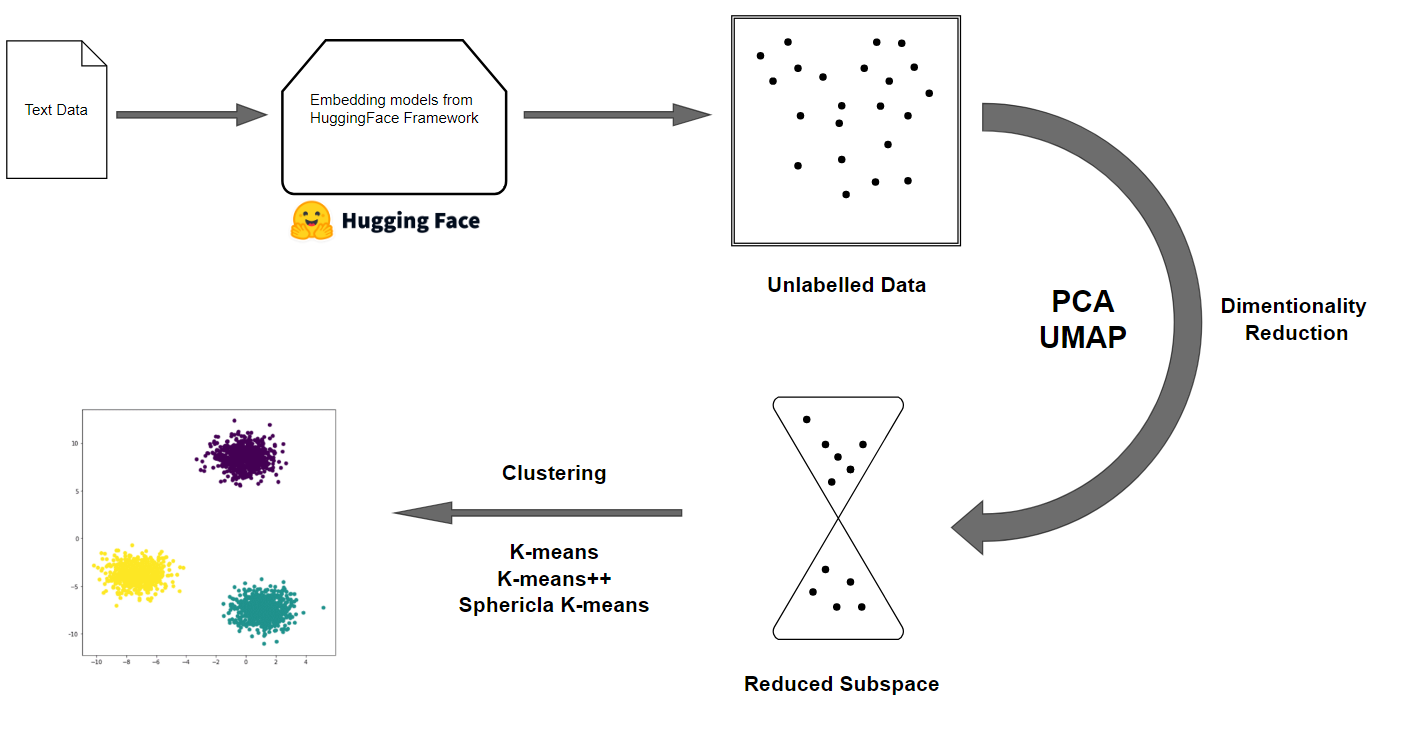 Text Data
Embedding models from
HuggingFace Framework
Hugging Face
Unlabelled Data
PCA
UMAP
Dimentionality
Reduction
Clustering
K-means
K-means++
Sphericla K-means
Reduced Subspace
10
5
0
−5
−10
−10 −8 −6 −4 −2 0 2 4